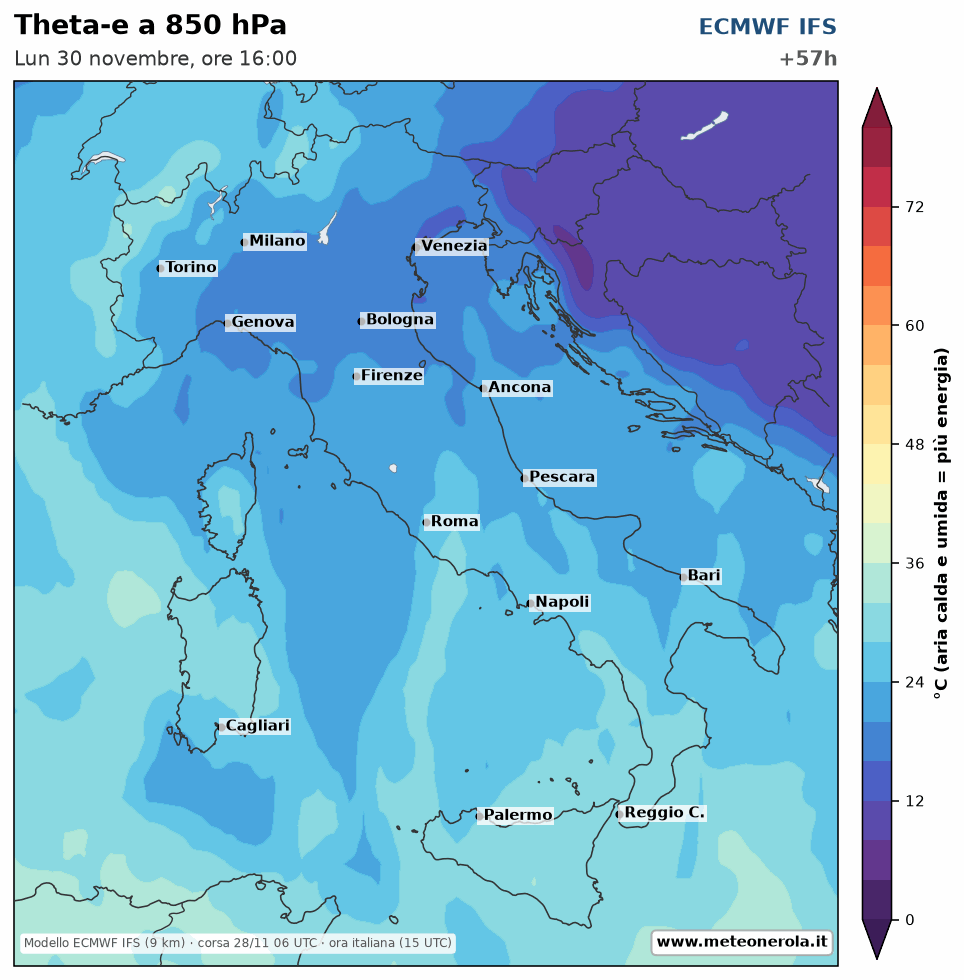 Theta-e a 850 hPa
ECMWF IFS
Lun 30 novembre, ore 16:00
+57h
Milano
Venezia
Torino
Genova
Bologna
Firenze
Ancona
Pescara
Roma
Bari
Napoli
Cagliari
Palermo
Reggio C.
72
60
48
36
24
12
0
°C (aria calda e umida = più energia)
Modello ECMWF IFS (9 km) · corsa 28/11 06 UTC · ora italiana (15 UTC)
www.meteonerola.it